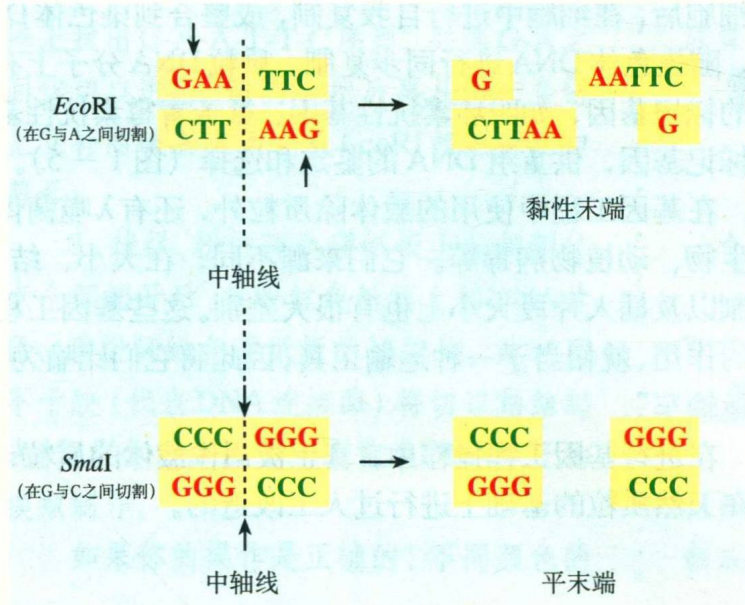 GAA TTC G AATTC
EcoRI
(在G与A之间切割)
CTT AAG CTTAA G
黏性末端
中轴线
CCC GGG CCC GGG
SmaI
(在G与C之间切割)
GGG CCC GGG CCC
中轴线 平末端